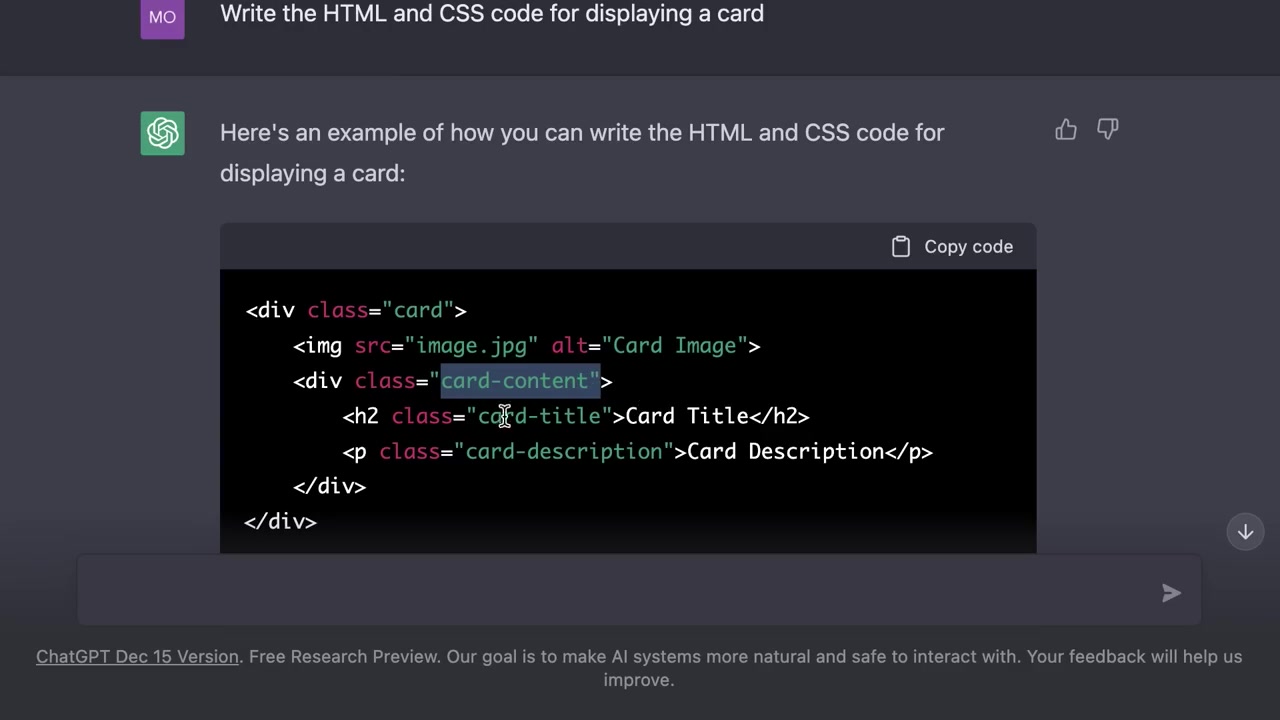 MO
Write the HTML and CSS code for displaying a card
Here's an example of how you can write the HTML and CSS code for
displaying a card:
Copy code
<div class="card">
    <img src="image.jpg" alt="Card Image">
    <div class="card-content">
        <h2 class="card-title">Card Title</h2>
        <p class="card-description">Card Description</p>
    </div>
</div>
ChatGPT Dec 15 Version. Free Research Preview. Our goal is to make AI systems more natural and safe to interact with. Your feedback will help us
improve.